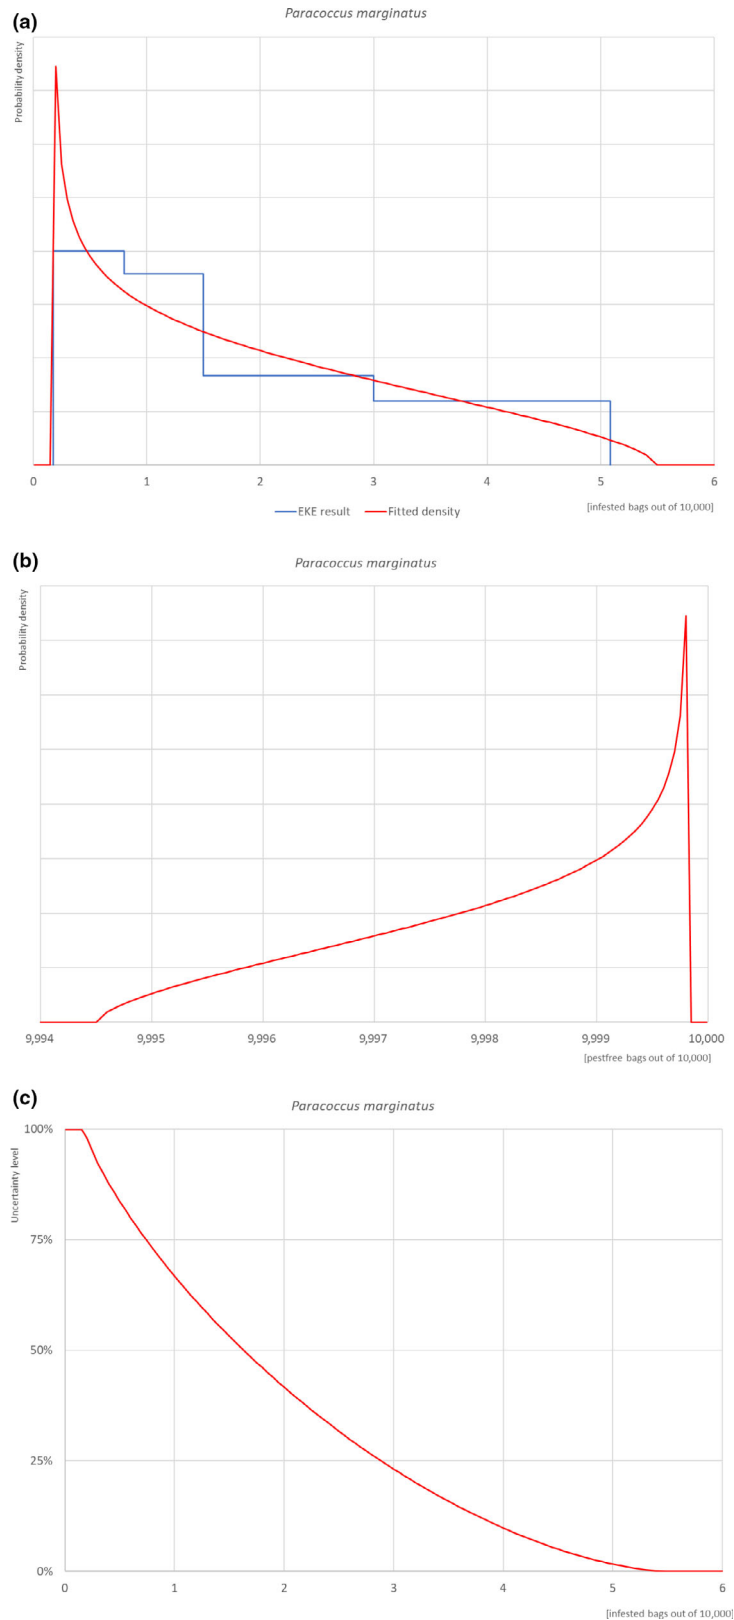 (a)
Paracoccus marginatus
Probability density
0 1 2 3 4 5 6
EKE result Fitted density
[infested bags out of 10,000]
(b)
Paracoccus marginatus
Probability density
9,994 9,995 9,996 9,997 9,998 9,999 10,000
[pestfree bags out of 10,000]
(c)
Paracoccus marginatus
Uncertainty level
100%
75%
50%
25%
0%
0 1 2 3 4 5 6
[infested bags out of 10,000]